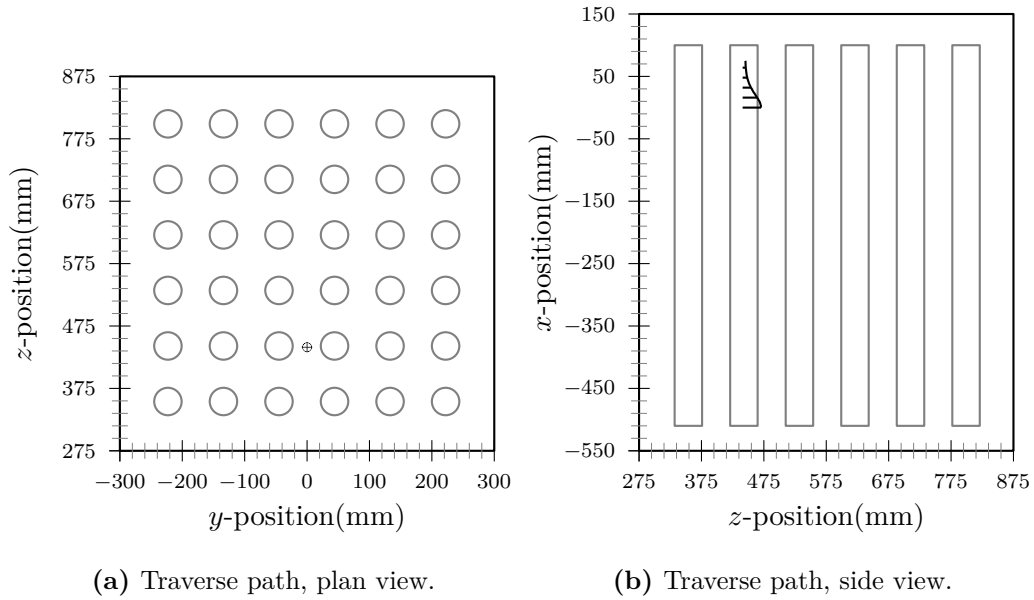 875
775
675
575
475
375
275
−300 −200 −100 0 100 200 300
z-position(mm)
y-position(mm)
(a) Traverse path, plan view.
150
50
−50
−150
−250
−350
−450
−550
275 375 475 575 675 775 875
x-position(mm)
z-position(mm)
(b) Traverse path, side view.